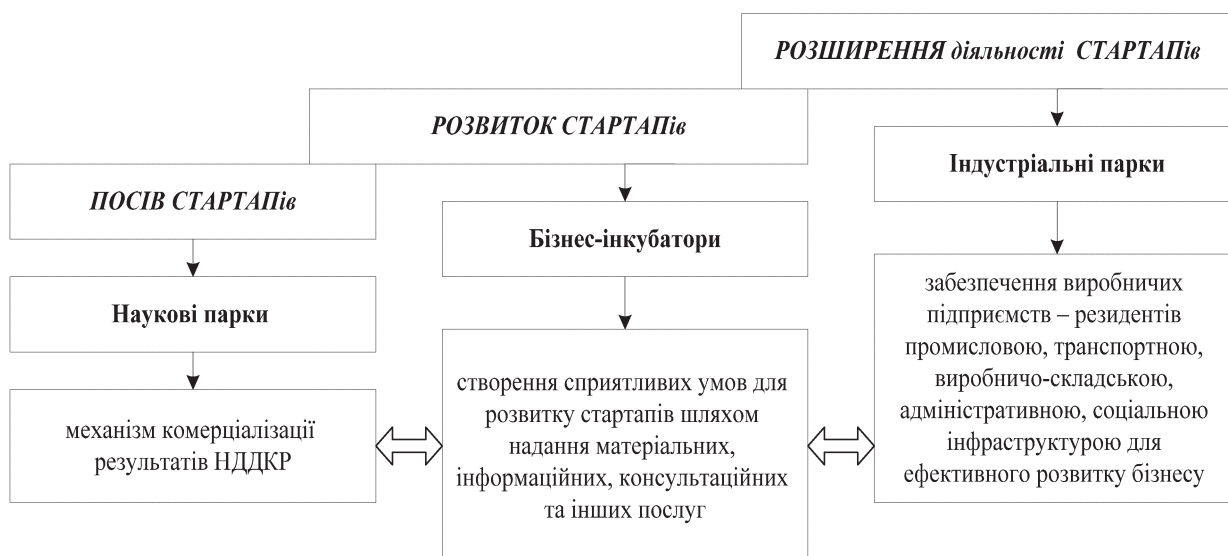 РОЗШИРЕННЯ діяльності СТАРТАПів
РОЗВИТОК СТАРТАПів
ПОСІВ СТАРТАПів
Індустріальні парки
Бізнес-інкубатори
Наукові парки
механізм комерціалізації
результатів НДДКР
створення сприятливих умов для
розвитку стартапів шляхом
надання матеріальних,
інформаційних, консультаційних
та інших послуг
забезпечення виробничих
підприємств – резидентів
промисловою, транспортною,
виробничо-складською,
адміністративною, соціальною
інфраструктурою для
ефективного розвитку бізнесу